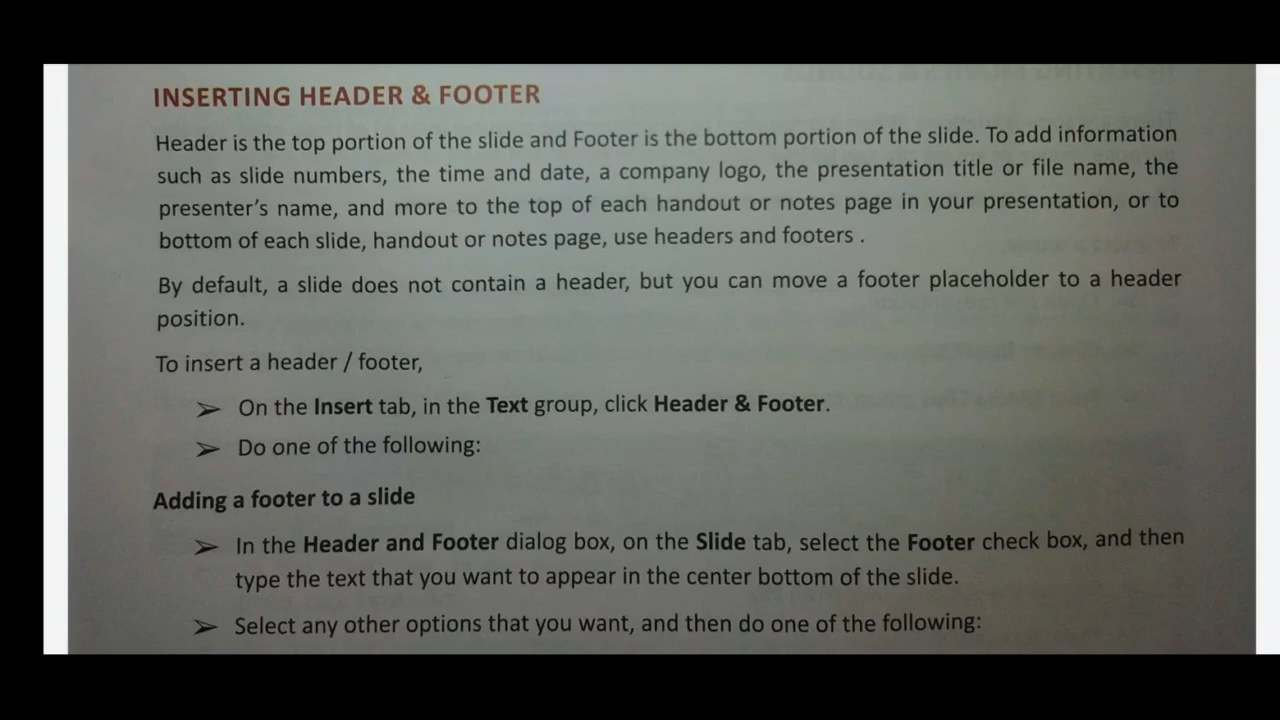 INSERTING HEADER & FOOTER
Header is the top portion of the slide and Footer is the bottom portion of the slide. To add information
such as slide numbers, the time and date, a company logo, the presentation title or file name, the
presenter's name, and more to the top of each handout or notes page in your presentation, or to
bottom of each slide, handout or notes page, use headers and footers .
By default, a slide does not contain a header, but you can move a footer placeholder to a header
position.
To insert a header / footer,
➢ On the Insert tab, in the Text group, click Header & Footer.
➢ Do one of the following:
Adding a footer to a slide
➢ In the Header and Footer dialog box, on the Slide tab, select the Footer check box, and then
type the text that you want to appear in the center bottom of the slide.
➢ Select any other options that you want, and then do one of the following: